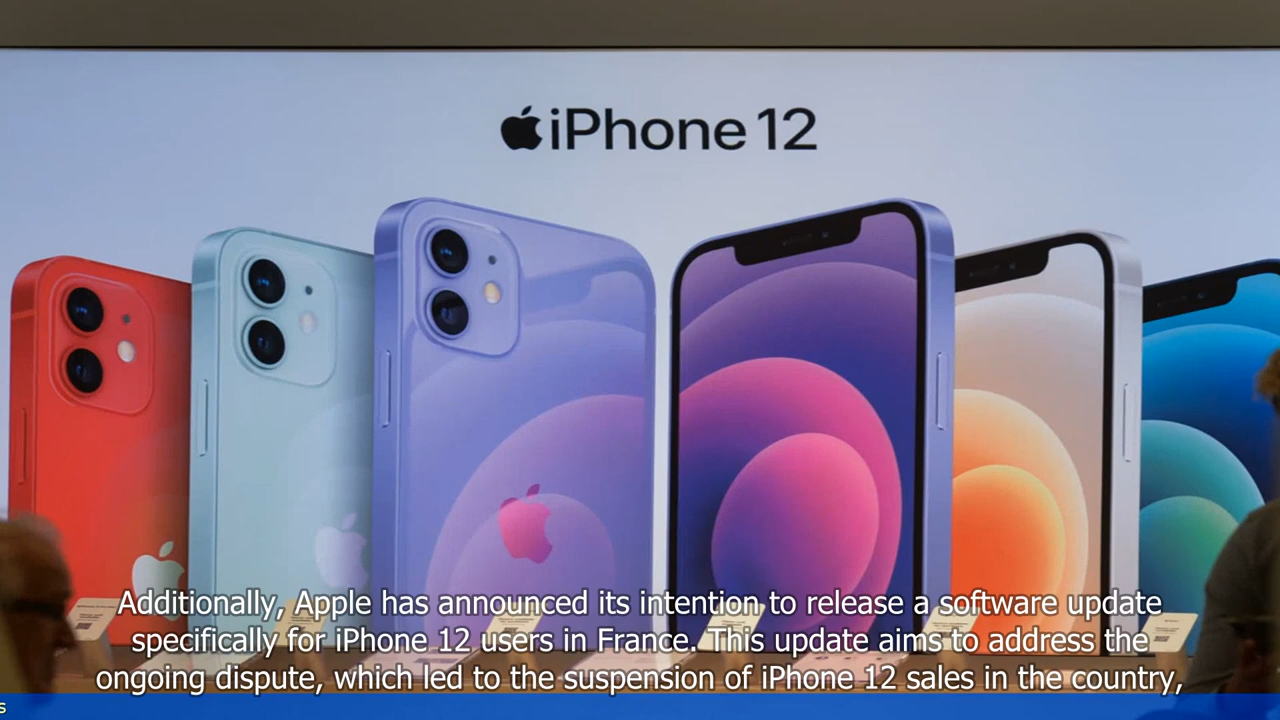 iPhone 12
Additionally, Apple has announced its intention to release a software update
specifically for iPhone 12 users in France. This update aims to address the
ongoing dispute, which led to the suspension of iPhone 12 sales in the country,
s